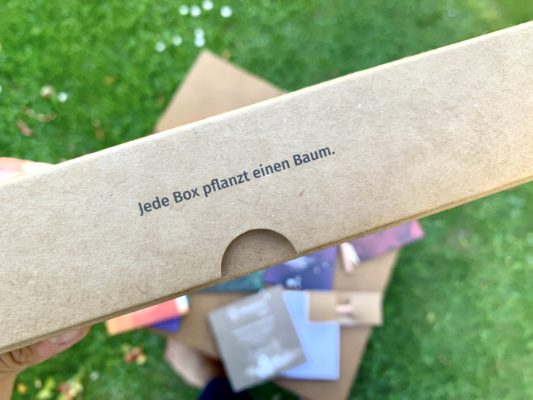 Jede Box pflanzt einen Baum.